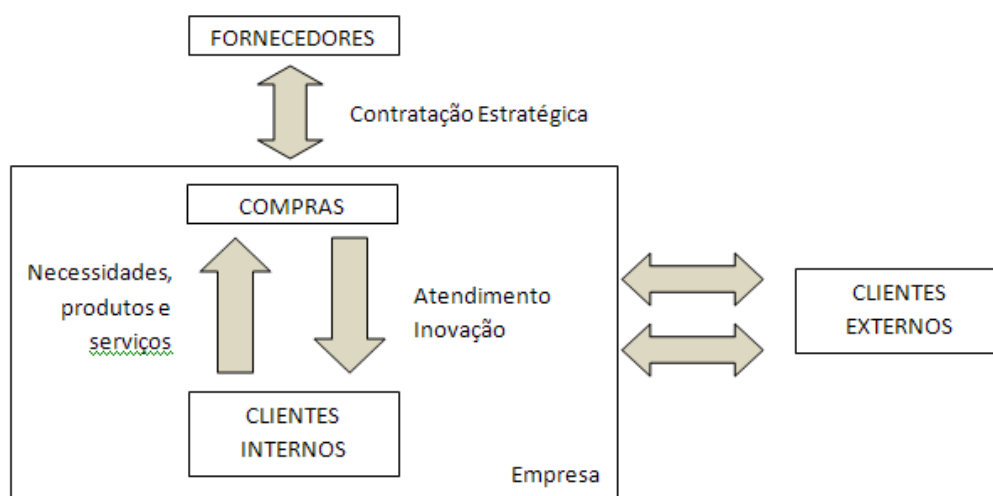 FORNECEDORES
Contratação Estratégica
COMPRAS
Necessidades,
produtos e
serviços
Atendimento
Inovação
CLIENTES
EXTERNOS
CLIENTES
INTERNOS
Empresa